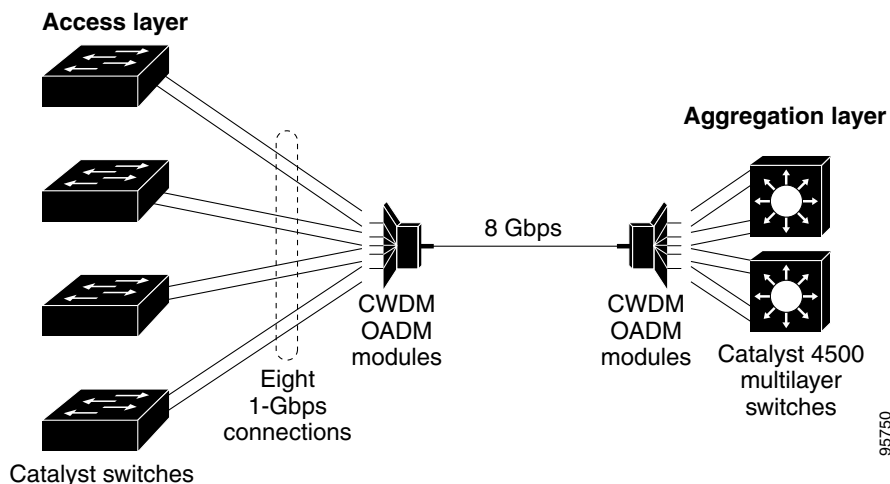 Access layer
Aggregation layer
8 Gbps
CWDM
OADM
modules
CWDM
OADM
modules
Eight
1-Gbps
connections
Catalyst 4500
multilayer
switches
Catalyst switches
95750